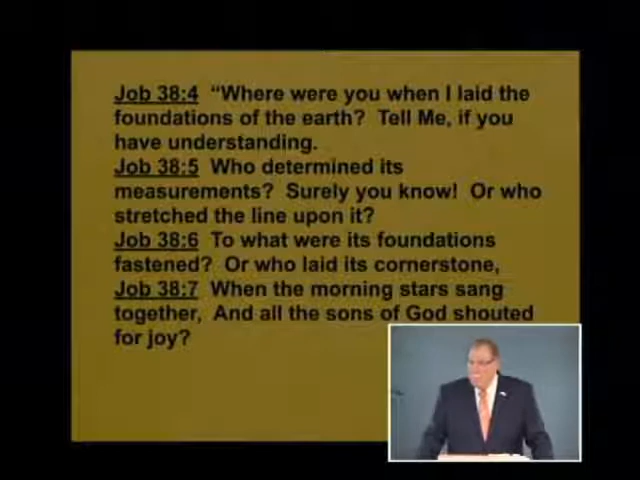 Job 38:4 “Where were you when I laid the
foundations of the earth? Tell Me, if you
have understanding.
Job 38:5 Who determined its
measurements? Surely you know! Or who
stretched the line upon it?
Job 38:6 To what were its foundations
fastened? Or who laid its cornerstone,
Job 38:7 When the morning stars sang
together, And all the sons of God shouted
for joy?